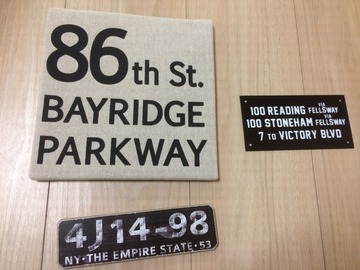 86th St.
BAYRIDGE
PARKWAY
100 READING VIA FELLSWAY
100 STONEHAM VIA FELLSWAY
7 TO VICTORY BLVD
4J14-98
NY·THE EMPIRE STATE·53